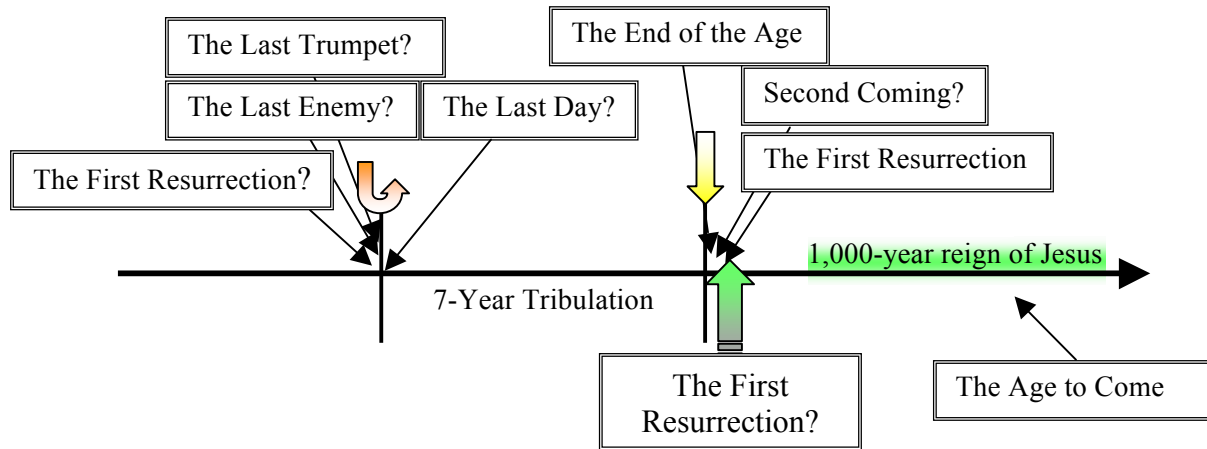 The Last Trumpet?
The End of the Age
The Last Enemy?
The Last Day?
Second Coming?
The First Resurrection?
The First Resurrection
1,000-year reign of Jesus
7-Year Tribulation
The First
Resurrection?
The Age to Come